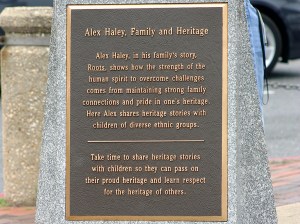 Alex Haley, Family and Heritage
Alex Haley, in his family's story,
Roots, shows how the strength of the
human spirit to overcome challenges
comes from maintaining strong family
connections and pride in one's heritage.
Here Alex shares heritage stories with
children of diverse ethnic groups.
Take time to share heritage stories
with children so they can pass on
their proud heritage and learn respect
for the heritage of others.